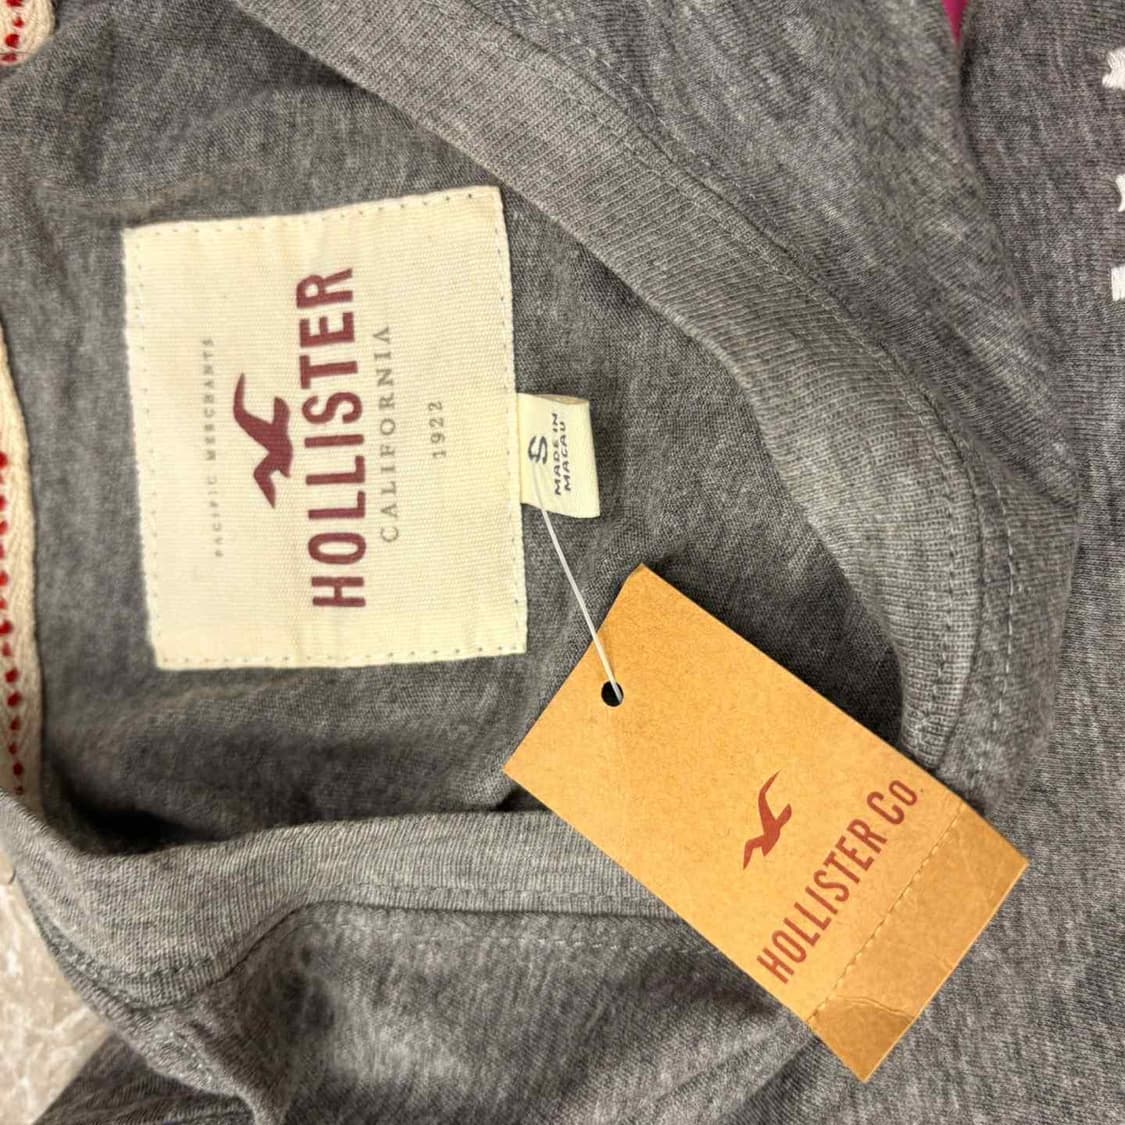 PACIFIC MERCHANTS
HOLLISTER
CALIFORNIA
1922
S
MADE IN
MACAU
HOLLISTER CO.